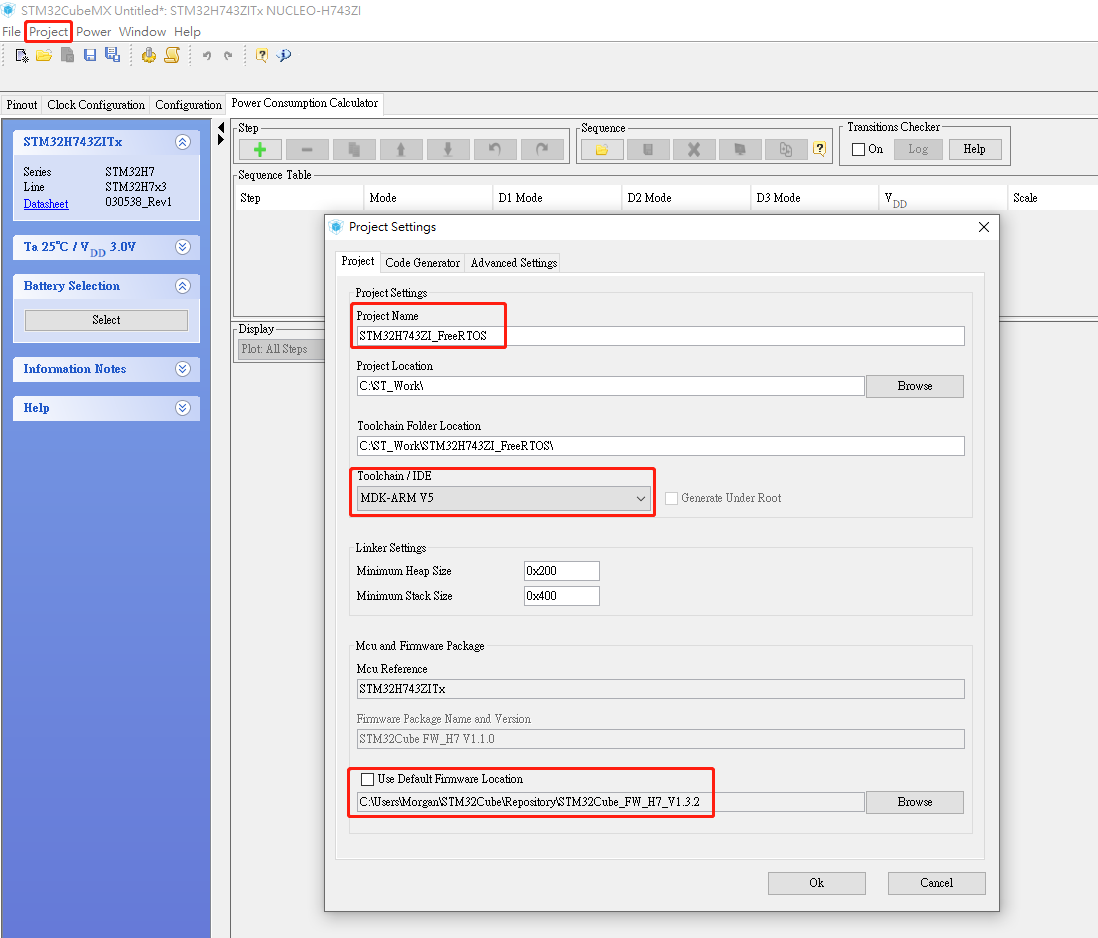 STM32CubeMX Untitled*: STM32H743ZITx NUCLEO-H743ZI
File Project Power Window Help
Pinout Clock Configuration Configuration Power Consumption Calculator
STM32H743ZITx
Series STM32H7
Line STM32H7x3
Datasheet 030538_Rev1
Ta 25°C / VDD 3.0V
Battery Selection
Select
Information Notes
Help
Step
Sequence
Transitions Checker
On Log Help
Sequence Table
Step Mode D1 Mode D2 Mode D3 Mode VDD Scale
Display
Plot: All Steps
Project Settings
Project Code Generator Advanced Settings
Project Settings
Project Name
STM32H743ZI_FreeRTOS
Project Location
C:\ST_Work\ Browse
Toolchain Folder Location
C:\ST_Work\STM32H743ZI_FreeRTOS\
Toolchain / IDE
MDK-ARM V5 Generate Under Root
Linker Settings
Minimum Heap Size 0x200
Minimum Stack Size 0x400
Mcu and Firmware Package
Mcu Reference
STM32H743ZITx
Firmware Package Name and Version
STM32Cube FW_H7 V1.1.0
Use Default Firmware Location
C:\Users\Morgan\STM32Cube\Repository\STM32Cube_FW_H7_V1.3.2 Browse
Ok Cancel